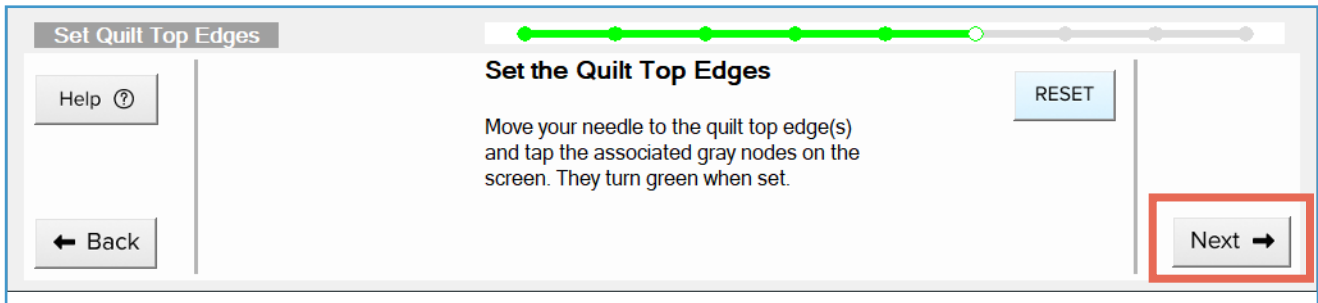 Set Quilt Top Edges
Help ?
Set the Quilt Top Edges
RESET
Move your needle to the quilt top edge(s)
and tap the associated gray nodes on the
screen. They turn green when set.
← Back
Next →